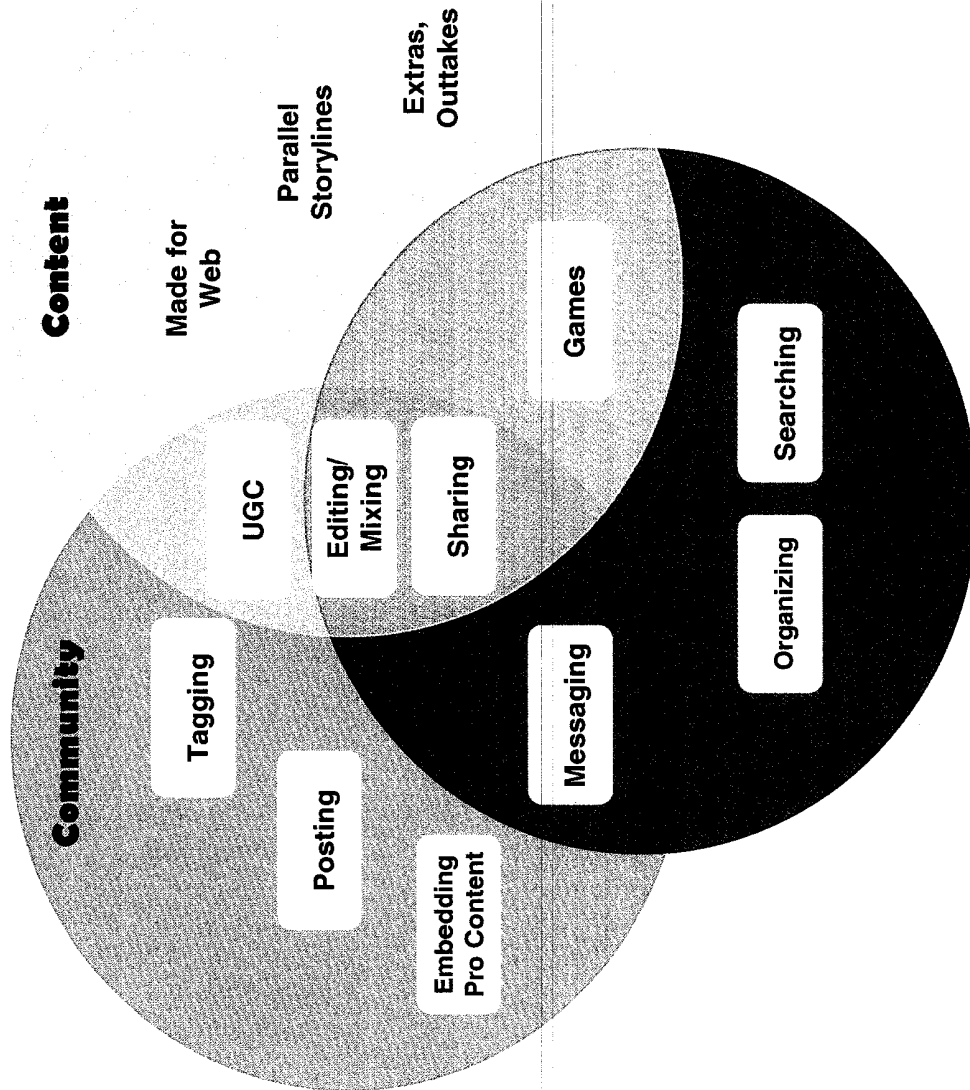 Community
Content
Tagging
Posting
Embedding
Pro Content
UGC
Editing/
Mixing
Sharing
Made for
Web
Parallel
Storylines
Extras,
Outtakes
Messaging
Games
Organizing
Searching